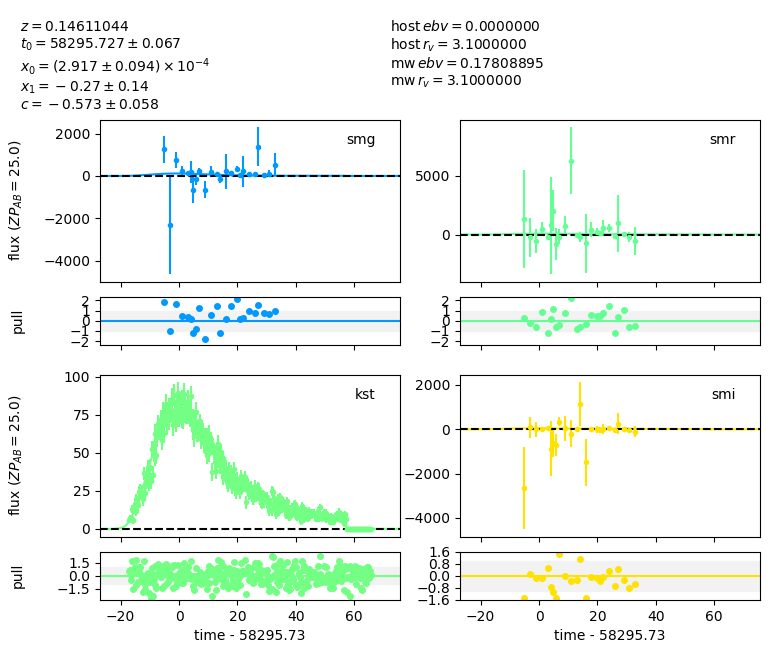 z = 0.14611044
t₀ = 58295.727 ± 0.067
x₀ = (2.917 ± 0.094) × 10⁻⁴
x₁ = −0.27 ± 0.14
c = −0.573 ± 0.058
host ebv = 0.0000000
host r_v = 3.1000000
mw ebv = 0.17808895
mw r_v = 3.1000000
smg
2000
0
−2000
−4000
flux (ZP_AB = 25.0)
smr
5000
0
2
1
0
−1
−2
pull
2
1
0
−1
−2
kst
100
75
50
25
0
flux (ZP_AB = 25.0)
smi
2000
0
−2000
−4000
1.5
0.0
−1.5
pull
−20 0 20 40 60
time - 58295.73
1.6
0.8
0.0
−0.8
−1.6
−20 0 20 40 60
time - 58295.73